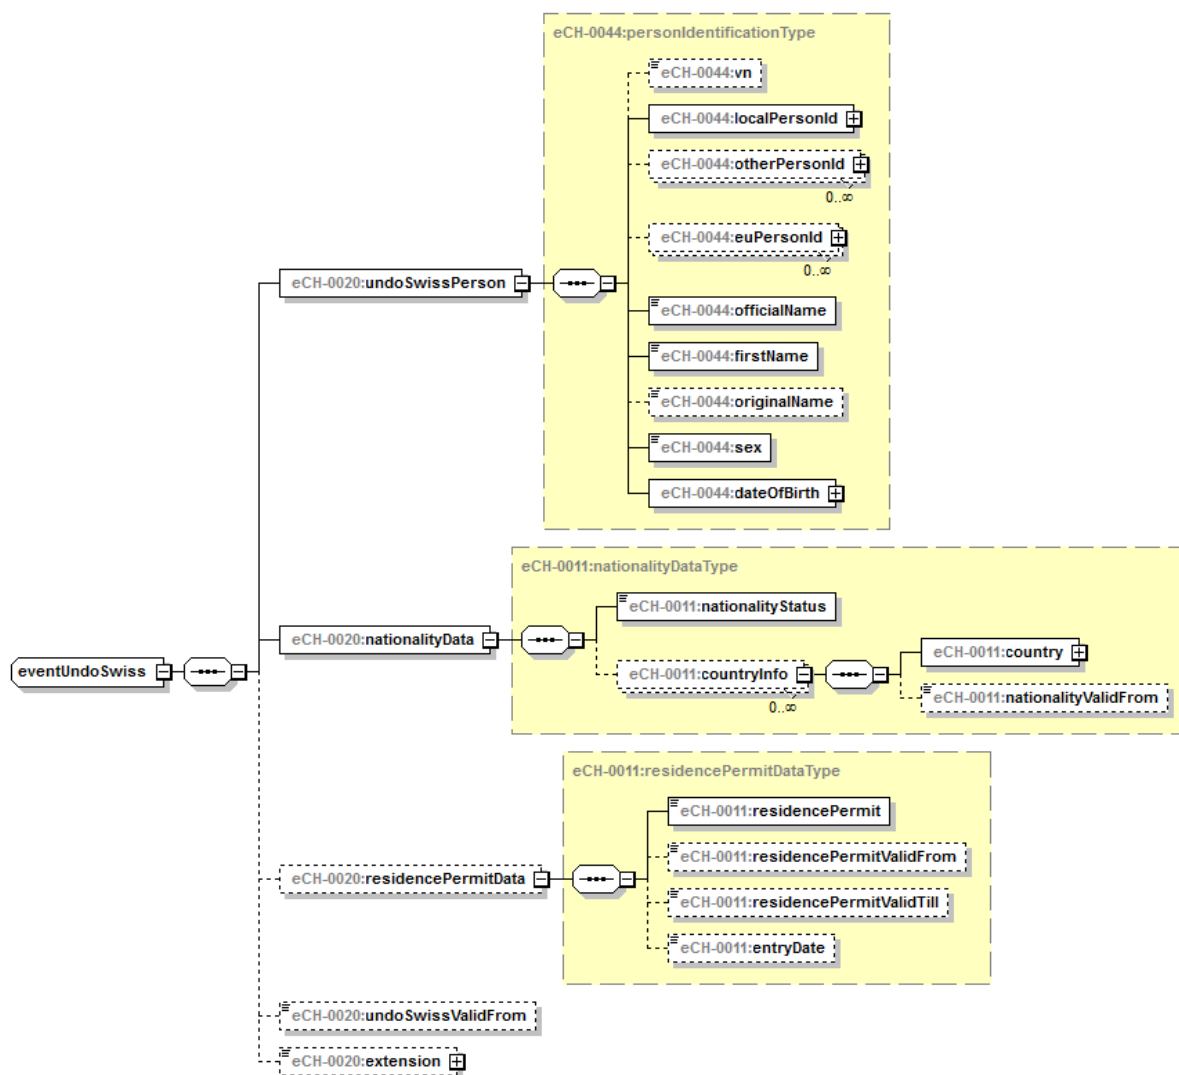 eCH-0044:personIdentificationType
eCH-0044:vn
eCH-0044:localPersonId
eCH-0044:otherPersonId
0..∞
eCH-0044:euPersonId
0..∞
eCH-0020:undoSwissPerson
eCH-0044:officialName
eCH-0044:firstName
eCH-0044:originalName
eCH-0044:sex
eCH-0044:dateOfBirth
eCH-0011:nationalityDataType
eCH-0011:nationalityStatus
eCH-0020:nationalityData
eCH-0011:country
eventUndoSwiss
eCH-0011:countryInfo
0..∞
eCH-0011:nationalityValidFrom
eCH-0011:residencePermitDataType
eCH-0011:residencePermit
eCH-0011:residencePermitValidFrom
eCH-0020:residencePermitData
eCH-0011:residencePermitValidTill
eCH-0011:entryDate
eCH-0020:undoSwissValidFrom
eCH-0020:extension